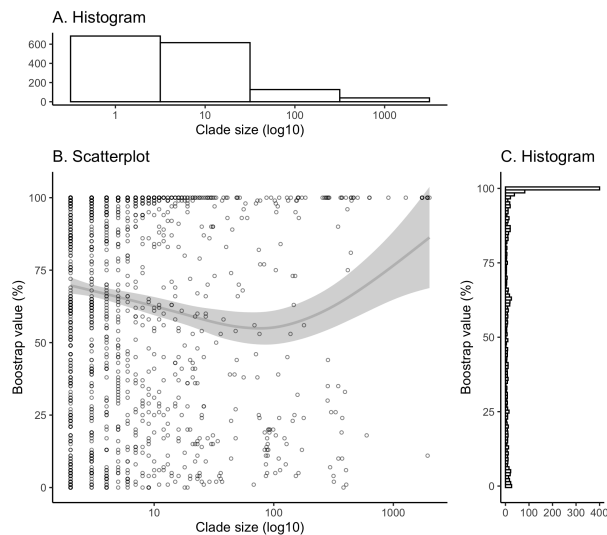 A. Histogram
600
400
200
0
1 10 100 1000
Clade size (log10)
B. Scatterplot
C. Histogram
Boostrap value (%)
100
75
50
25
0
10 100 1000
Clade size (log10)
Boostrap value (%)
100
75
50
25
0
0 100 200 300 400